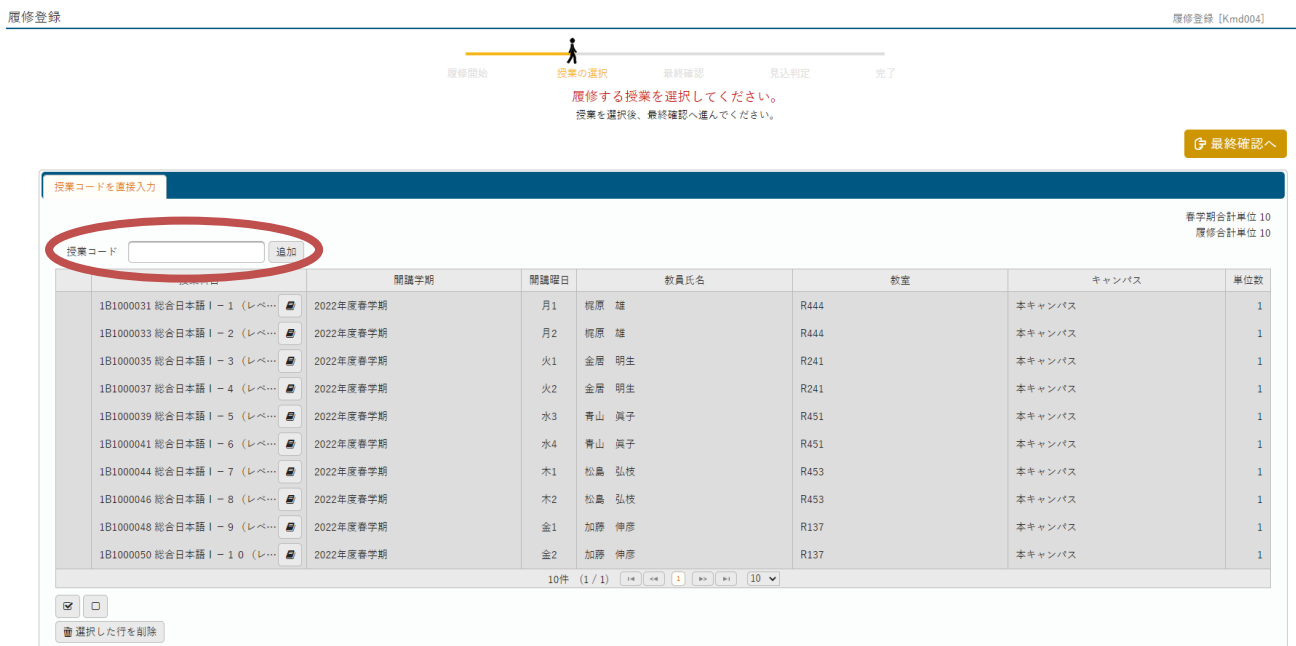 履修登録
履修登録 [Kmd004]
履修開始 授業の選択 最終確認 見込判定 完了
履修する授業を選択してください。
授業を選択後、最終確認へ進んでください。
最終確認へ
授業コードを直接入力
春学期合計単位 10
履修合計単位 10
授業コード 追加
開講学期 開講曜日 教員氏名 教室 キャンパス 単位数
1B1000031 総合日本語Ⅰ－1（レベ… 2022年度春学期 月1 梶原 雄 R444 本キャンパス 1
1B1000033 総合日本語Ⅰ－2（レベ… 2022年度春学期 月2 梶原 雄 R444 本キャンパス 1
1B1000035 総合日本語Ⅰ－3（レベ… 2022年度春学期 火1 金居 明生 R241 本キャンパス 1
1B1000037 総合日本語Ⅰ－4（レベ… 2022年度春学期 火2 金居 明生 R241 本キャンパス 1
1B1000039 総合日本語Ⅰ－5（レベ… 2022年度春学期 水3 青山 眞子 R451 本キャンパス 1
1B1000041 総合日本語Ⅰ－6（レベ… 2022年度春学期 水4 青山 眞子 R451 本キャンパス 1
1B1000044 総合日本語Ⅰ－7（レベ… 2022年度春学期 木1 松島 弘枝 R453 本キャンパス 1
1B1000046 総合日本語Ⅰ－8（レベ… 2022年度春学期 木2 松島 弘枝 R453 本キャンパス 1
1B1000048 総合日本語Ⅰ－9（レベ… 2022年度春学期 金1 加藤 伸彦 R137 本キャンパス 1
1B1000050 総合日本語Ⅰ－10（レ… 2022年度春学期 金2 加藤 伸彦 R137 本キャンパス 1
10件 (1 / 1) 1 10
選択した行を削除